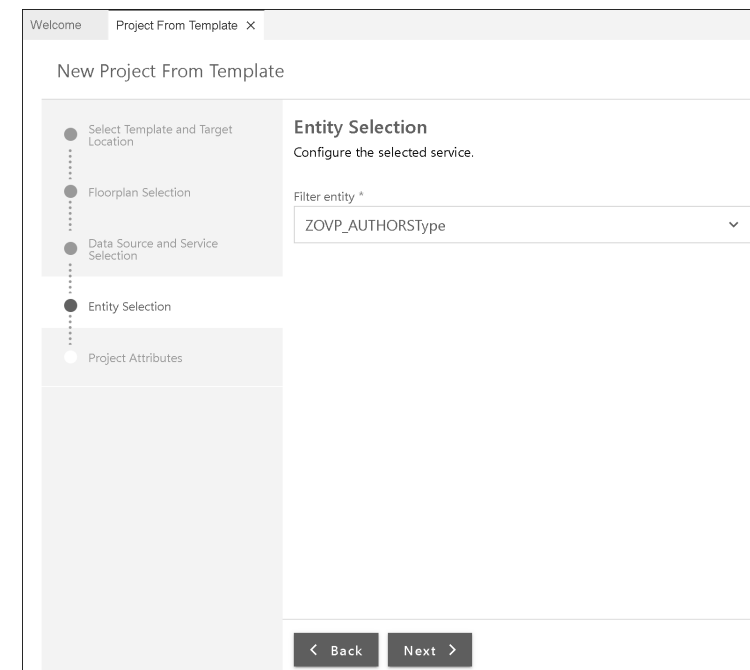 Welcome
Project From Template
New Project From Template
Select Template and Target
Location
Floorplan Selection
Data Source and Service
Selection
Entity Selection
Project Attributes
Entity Selection
Configure the selected service.
Filter entity *
ZOVP_AUTHORSType
Back
Next